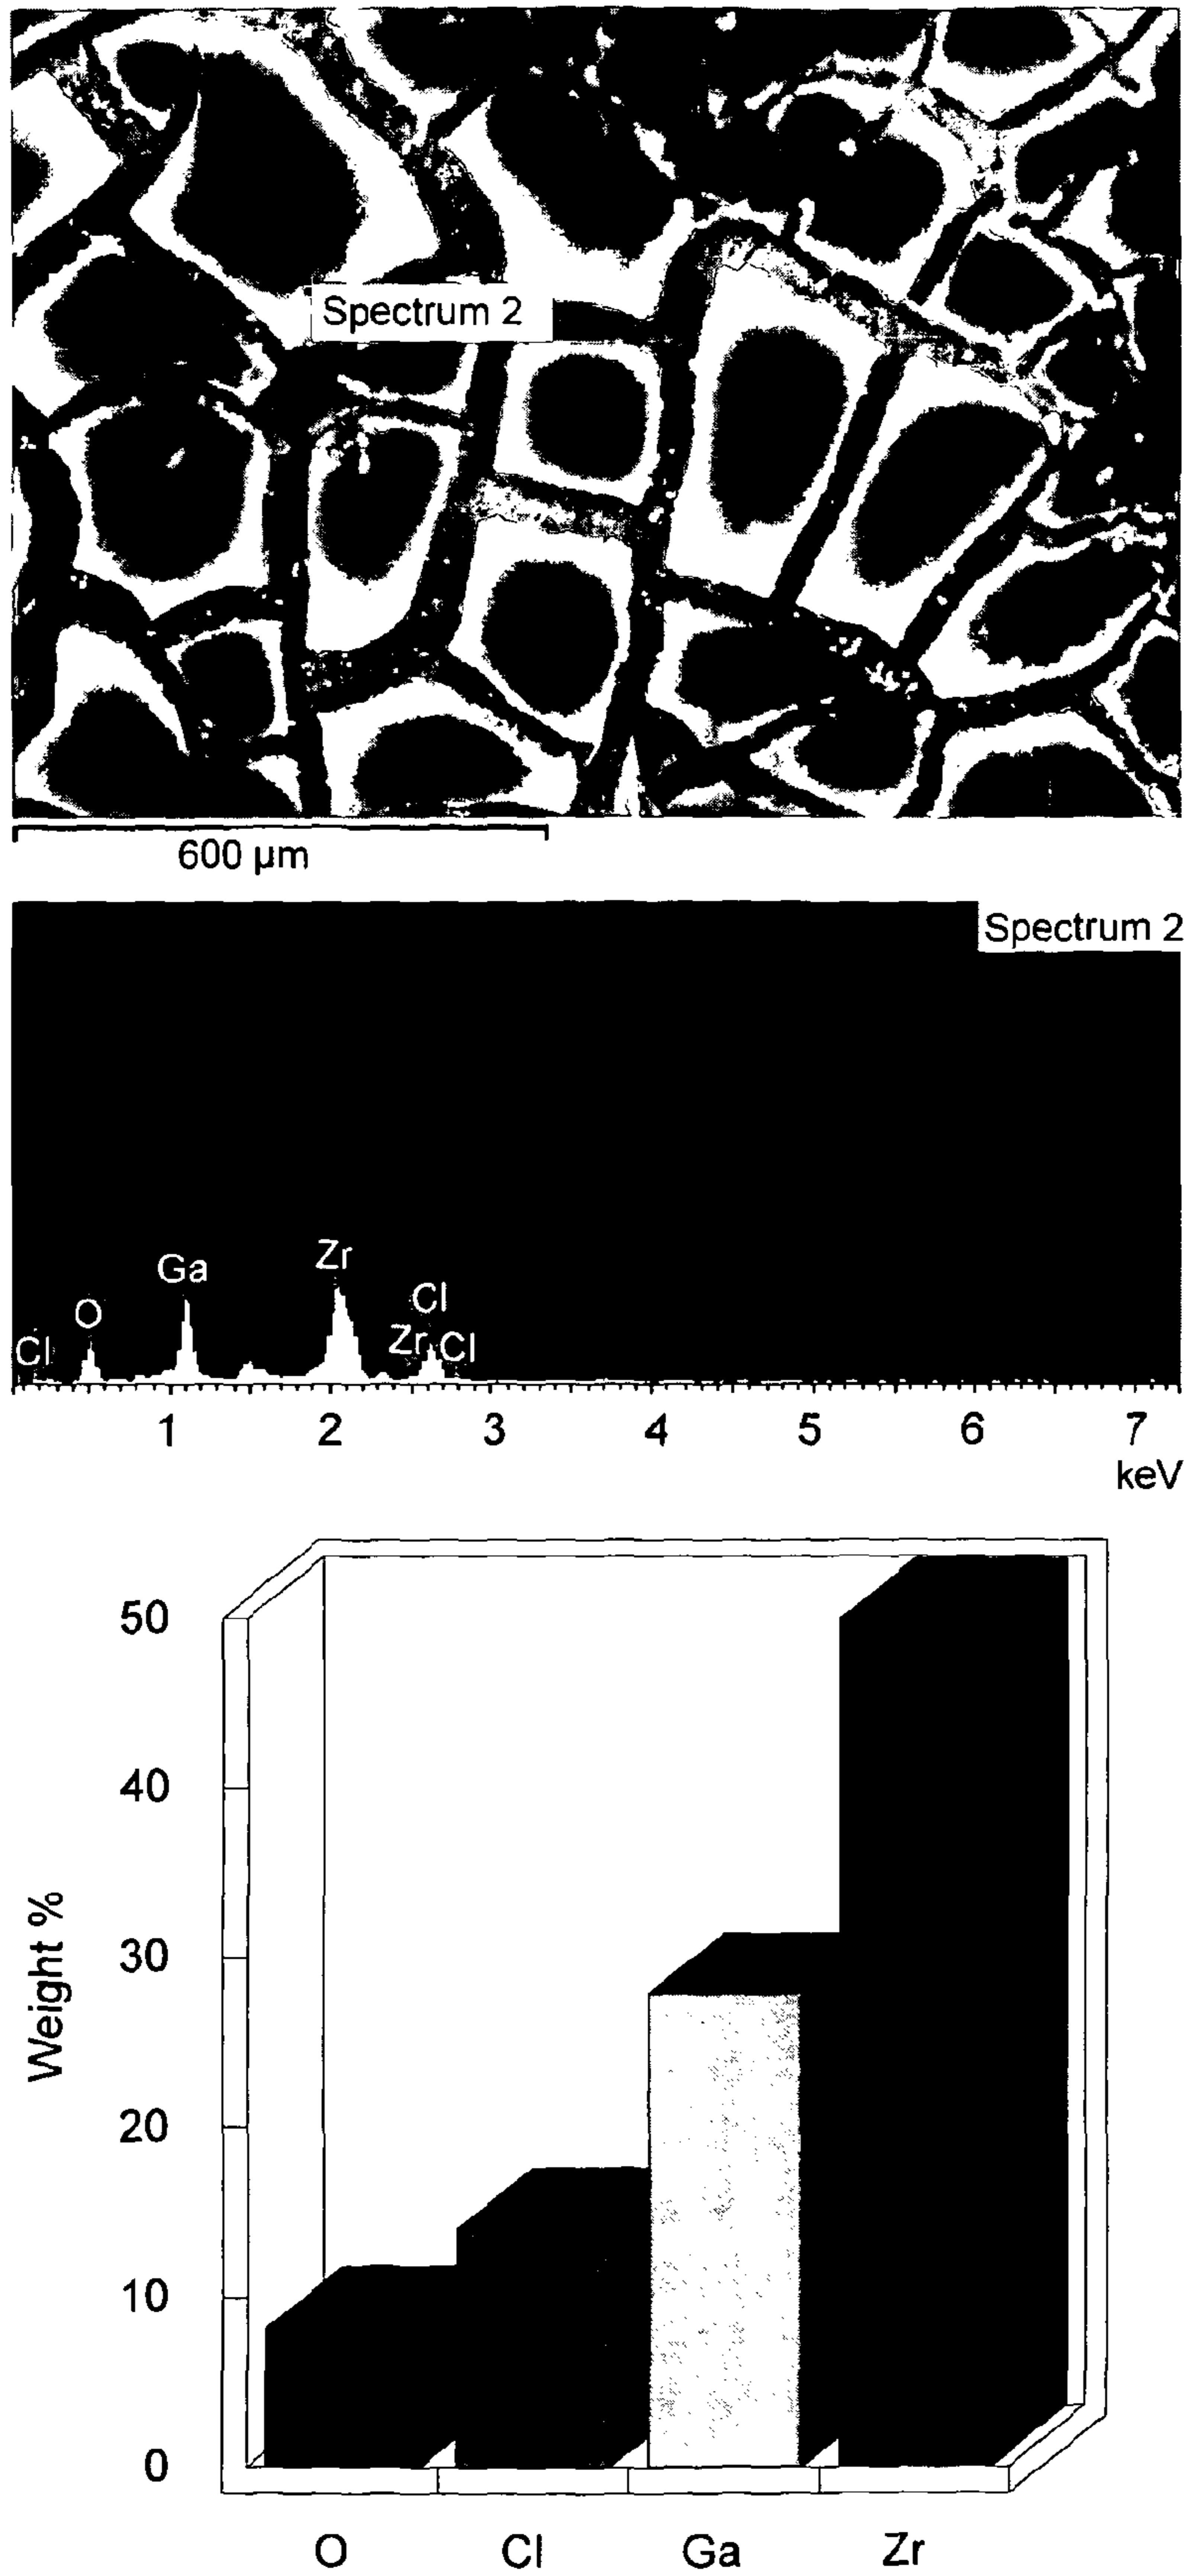 Spectrum 2
600 µm
Spectrum 2
Ga
Zr
O
Cl
Cl
Zr
Cl
1 2 3 4 5 6 7
keV
50
40
30
20
10
0
Weight %
O Cl Ga Zr